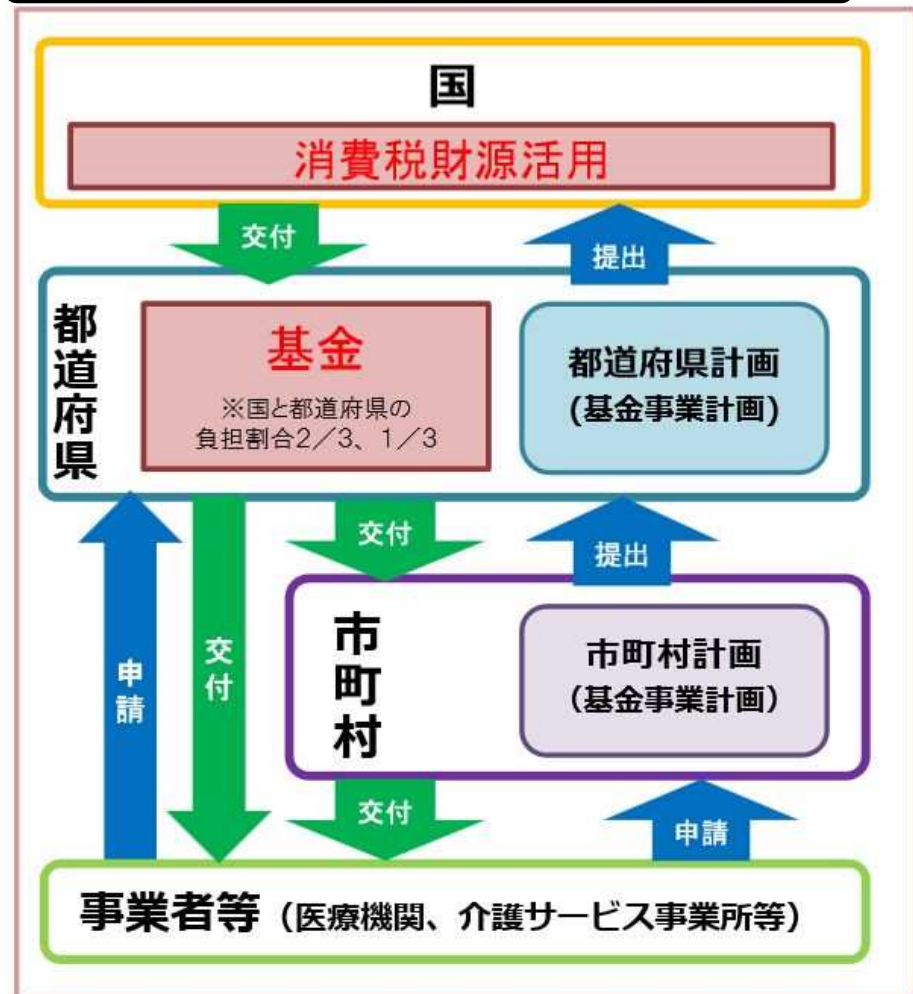 国
消費税財源活用
交付
提出
都道府県
基金
※国と都道府県の
負担割合2／3、1／3
都道府県計画
(基金事業計画)
申請
交付
交付
提出
市町村
市町村計画
（基金事業計画）
交付
申請
事業者等（医療機関、介護サービス事業所等）